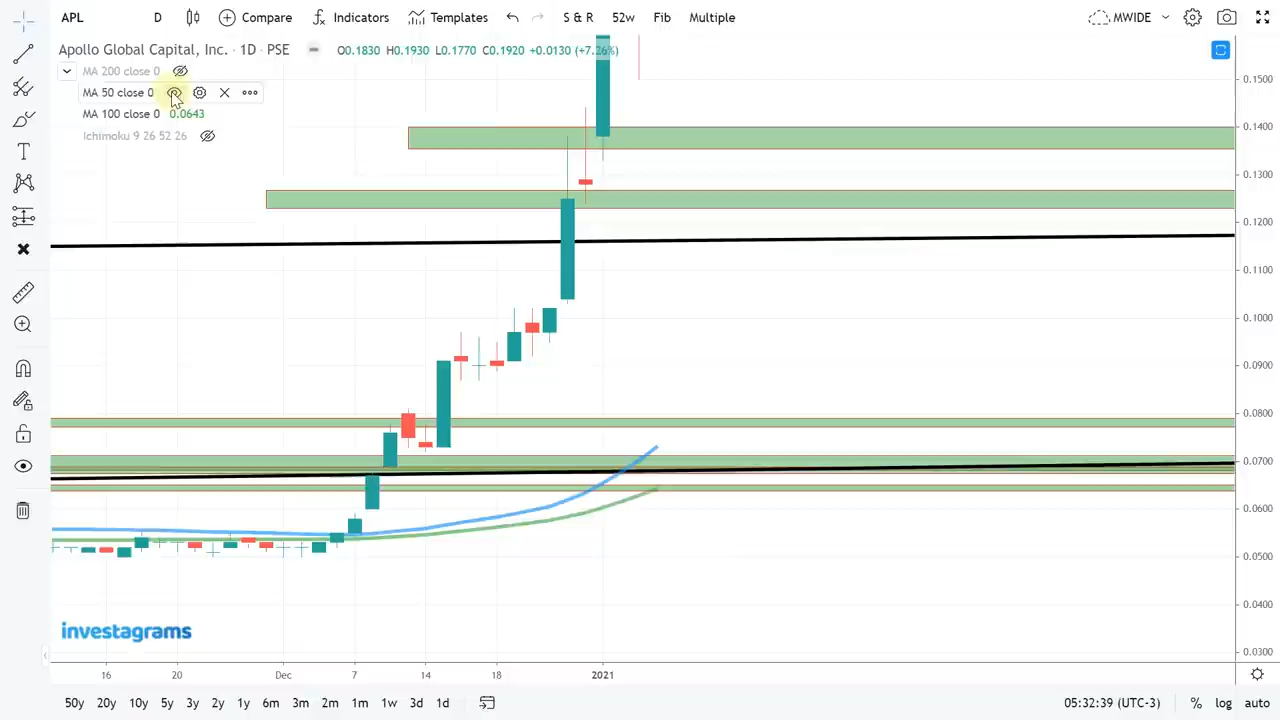 APL D Compare Indicators Templates S & R 52w Fib Multiple MWIDE
Apollo Global Capital, Inc. · 1D · PSE O0.1830 H0.1930 L0.1770 C0.1920 +0.0130 (+7.26%)
MA 200 close 0
MA 50 close 0
MA 100 close 0 0.0643
Ichimoku 9 26 52 26
0.1500
0.1400
0.1300
0.1200
0.1100
0.1000
0.0900
0.0800
0.0700
0.0600
0.0500
0.0400
0.0300
investagrams
16 20 Dec 7 14 18 2021
50y 20y 10y 5y 3y 2y 1y 6m 3m 2m 1m 1w 3d 1d 05:32:39 (UTC-3) % log auto